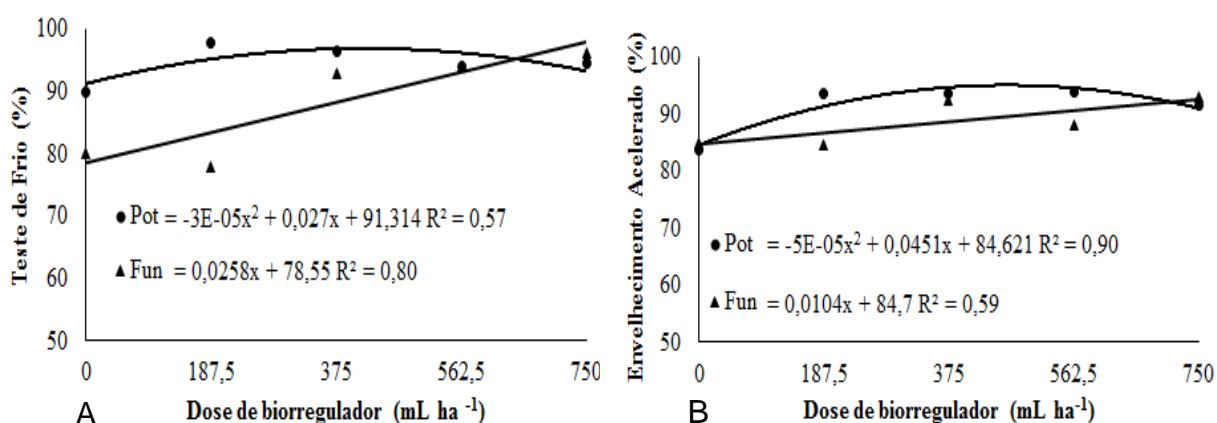 Teste de Frio (%)
100
90
80
70
60
50
Pot = -3E-05x² + 0,027x + 91,314 R² = 0,57
Fun = 0,0258x + 78,55 R² = 0,80
0 187,5 375 562,5 750
A
Dose de biorregulador (mL ha ⁻¹)
Envelhecimento Acelerado (%)
100
90
80
70
60
50
Pot = -5E-05x² + 0,0451x + 84,621 R² = 0,90
Fun = 0,0104x + 84,7 R² = 0,59
0 187,5 375 562,5 750
B
Dose de biorregulador (mL ha⁻¹)